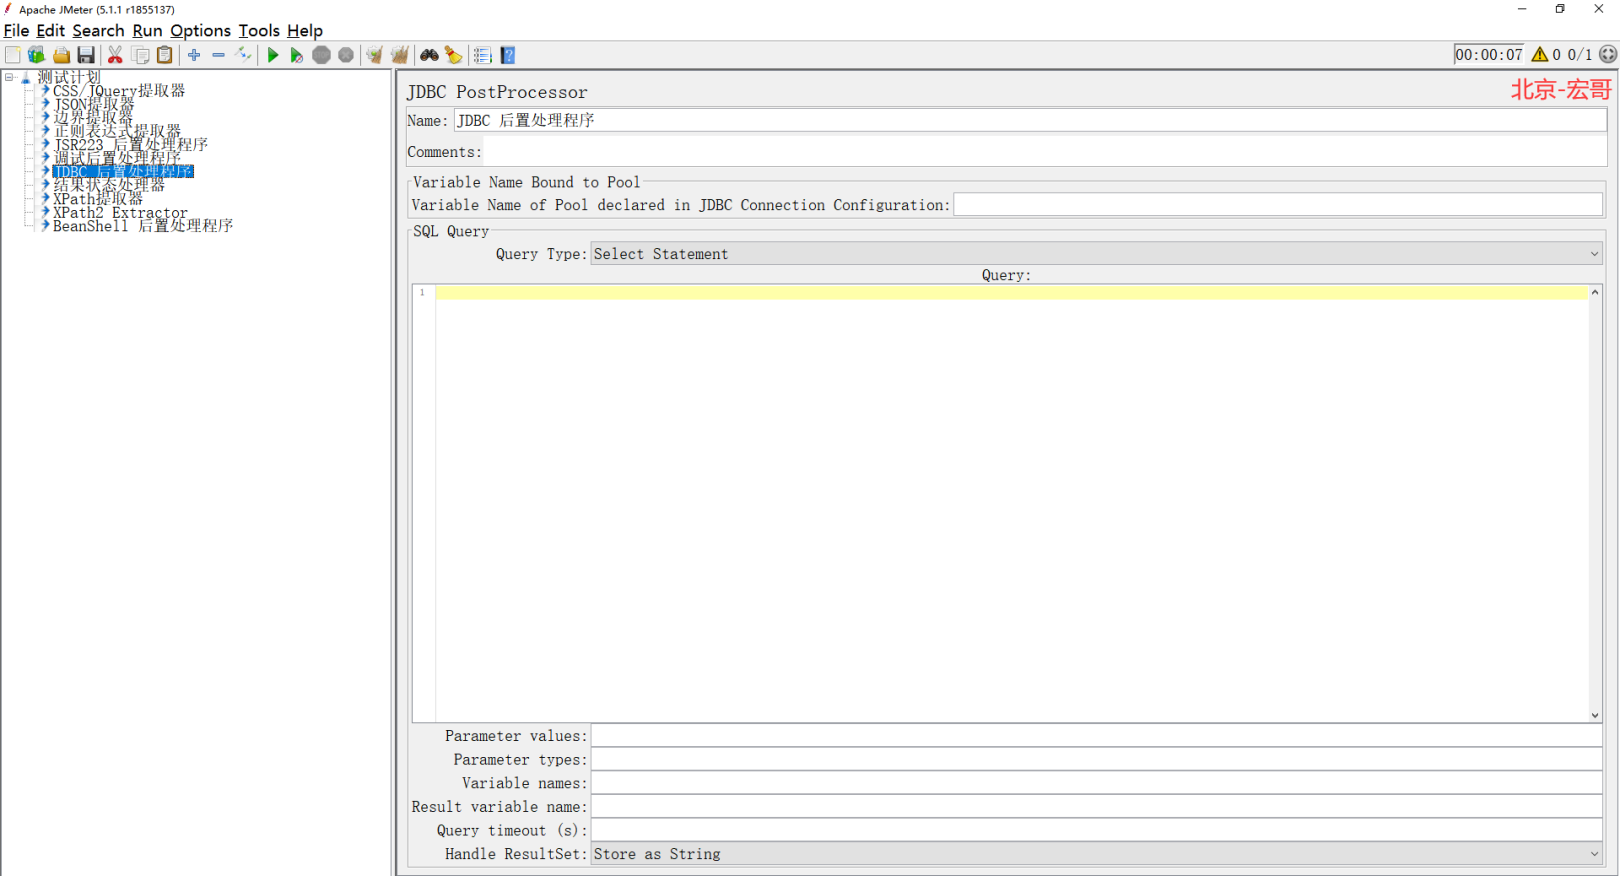 Apache JMeter (5.1.1 r1855137)
File Edit Search Run Options Tools Help
00:00:07 0 0/1
测试计划
CSS/JQuery提取器
JSON提取器
边界提取器
正则表达式提取器
JSR223 后置处理程序
调试后置处理程序
JDBC 后置处理程序
结果状态处理器
XPath提取器
XPath2 Extractor
BeanShell 后置处理程序
JDBC PostProcessor
北京-宏哥
Name: JDBC 后置处理程序
Comments:
Variable Name Bound to Pool
Variable Name of Pool declared in JDBC Connection Configuration:
SQL Query
Query Type: Select Statement
Query:
1
Parameter values:
Parameter types:
Variable names:
Result variable name:
Query timeout (s):
Handle ResultSet: Store as String